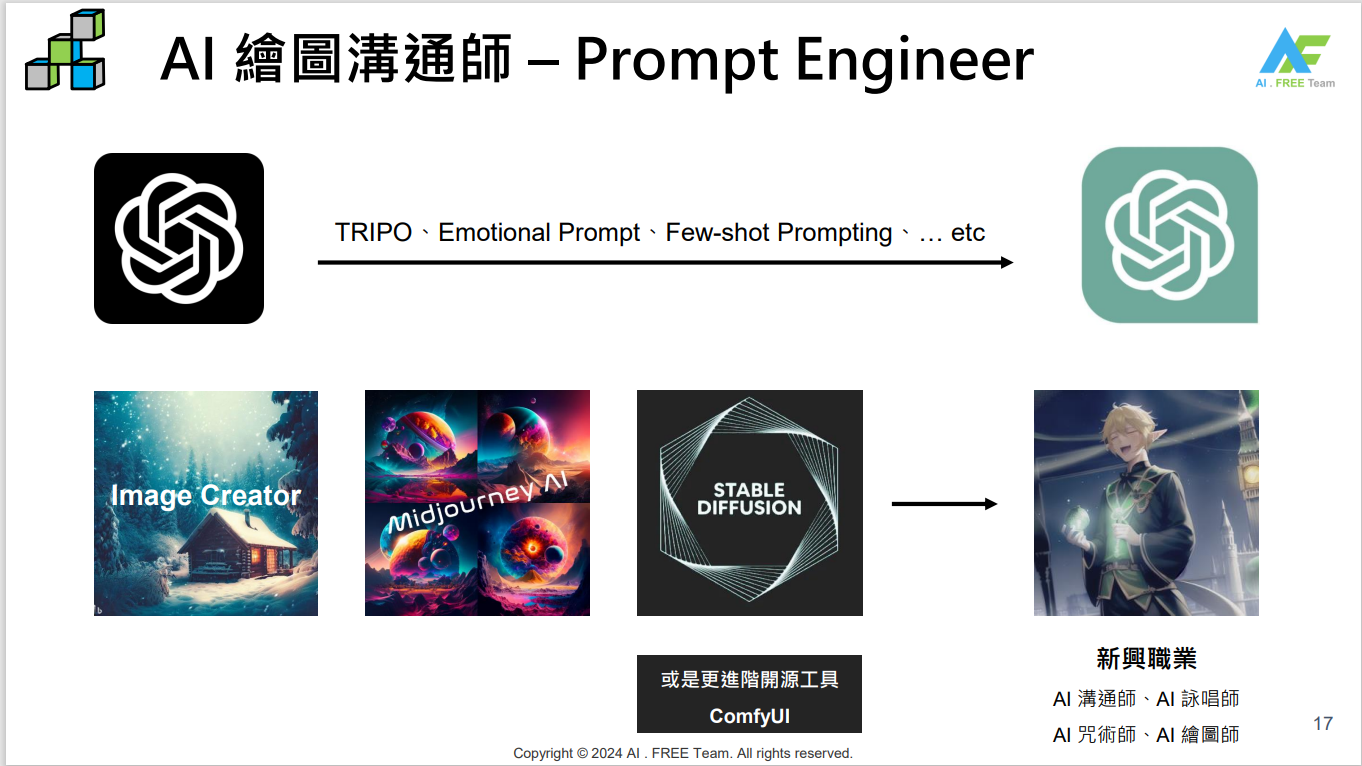 AI 繪圖溝通師 – Prompt Engineer
AI . FREE Team
TRIPO、Emotional Prompt、Few-shot Prompting、… etc
Image Creator
Midjourney AI
STABLE
DIFFUSION
或是更進階開源工具
ComfyUI
新興職業
AI 溝通師、AI 詠唱師
AI 咒術師、AI 繪圖師
17
Copyright © 2024 AI . FREE Team. All rights reserved.